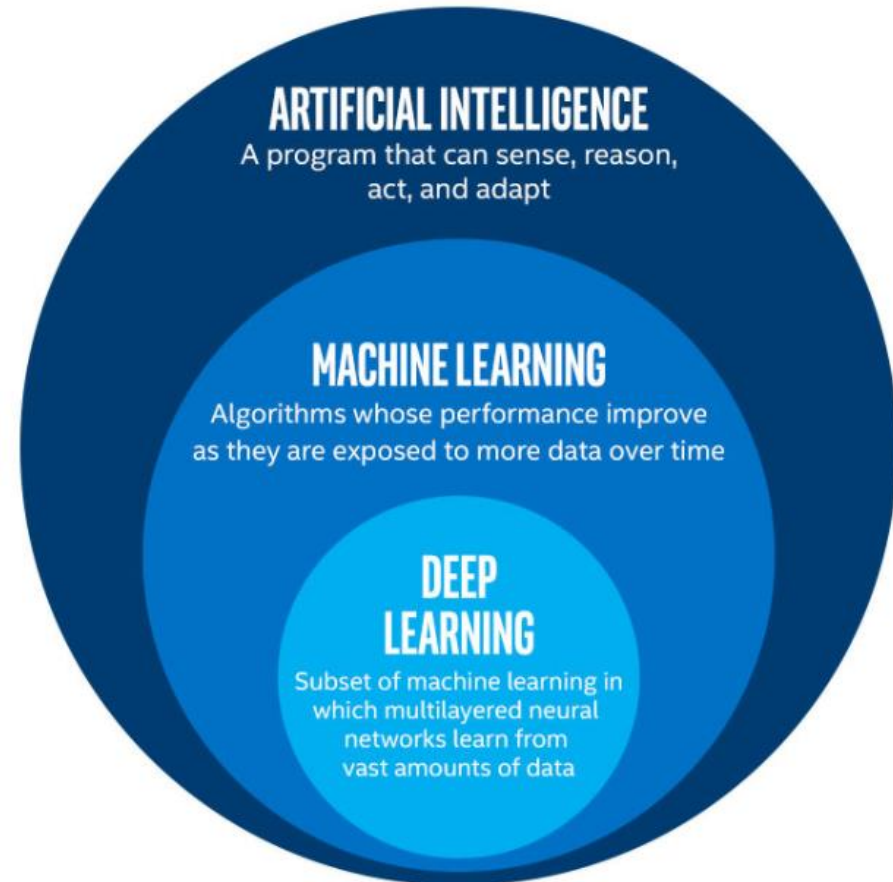 ARTIFICIAL INTELLIGENCE
A program that can sense, reason,
act, and adapt
MACHINE LEARNING
Algorithms whose performance improve
as they are exposed to more data over time
DEEP
LEARNING
Subset of machine learning in
which multilayered neural
networks learn from
vast amounts of data